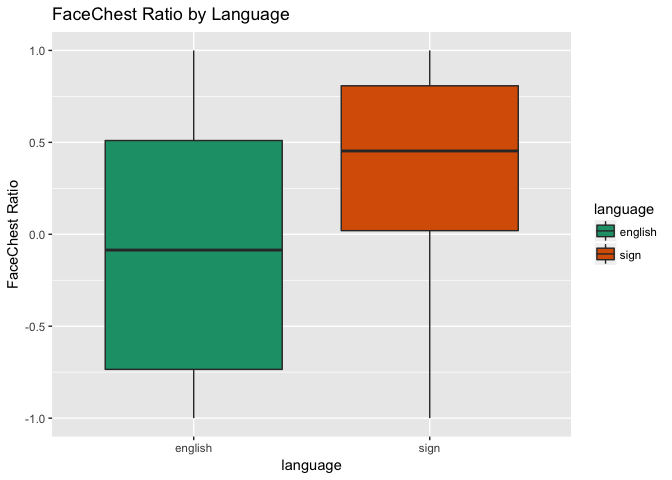 FaceChest Ratio by Language
1.0
0.5
0.0
-0.5
-1.0
FaceChest Ratio
english
sign
language
language
english
sign